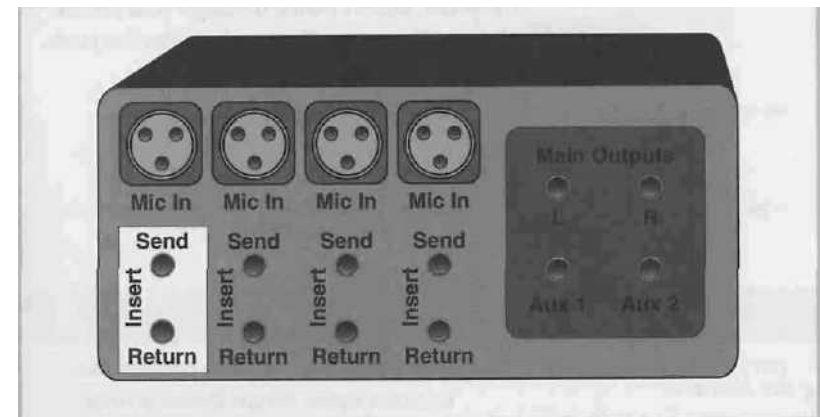 Main Outputs
Mic In Mic In Mic In Mic In
L R
Send Send Send Send
Insert Insert Insert Insert
Aux 1 Aux 2
Return Return Return Return